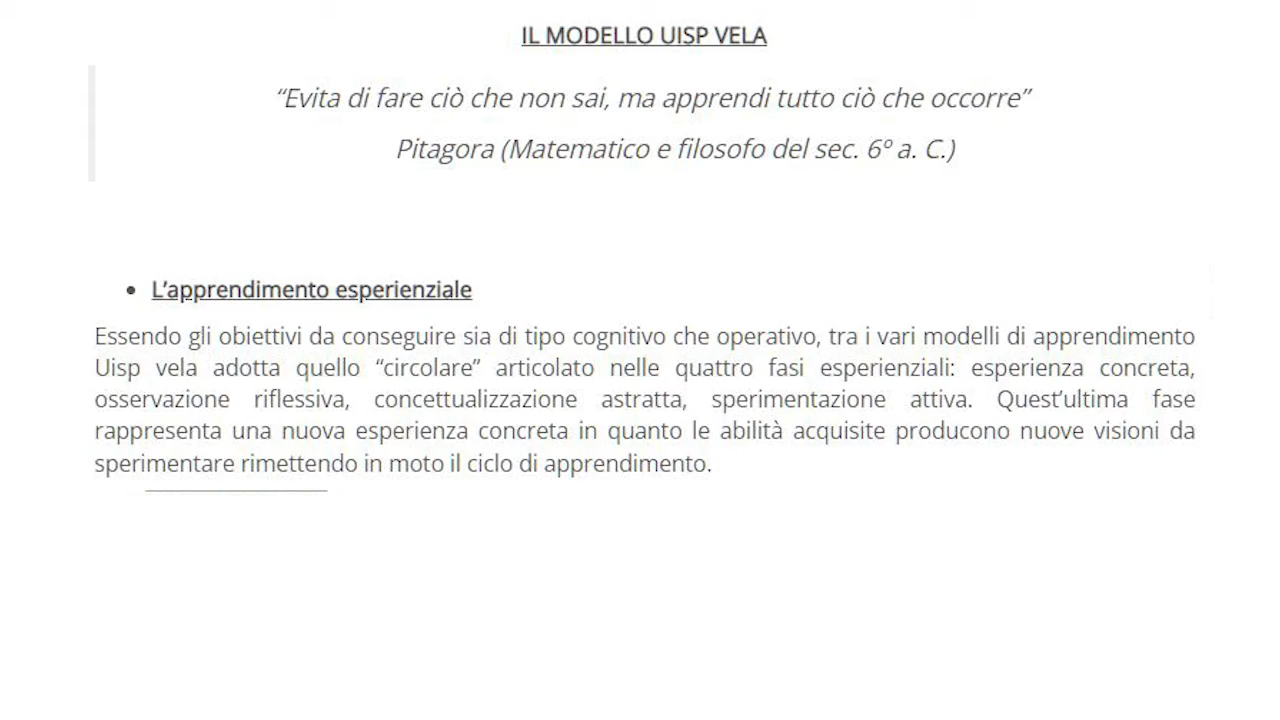 IL MODELLO UISP VELA
“Evita di fare ciò che non sai, ma apprendi tutto ciò che occorre”
Pitagora (Matematico e filosofo del sec. 6º a. C.)
• L’apprendimento esperienziale
Essendo gli obiettivi da conseguire sia di tipo cognitivo che operativo, tra i vari modelli di apprendimento
Uisp vela adotta quello “circolare” articolato nelle quattro fasi esperienziali: esperienza concreta,
osservazione riflessiva, concettualizzazione astratta, sperimentazione attiva. Quest’ultima fase
rappresenta una nuova esperienza concreta in quanto le abilità acquisite producono nuove visioni da
sperimentare rimettendo in moto il ciclo di apprendimento.